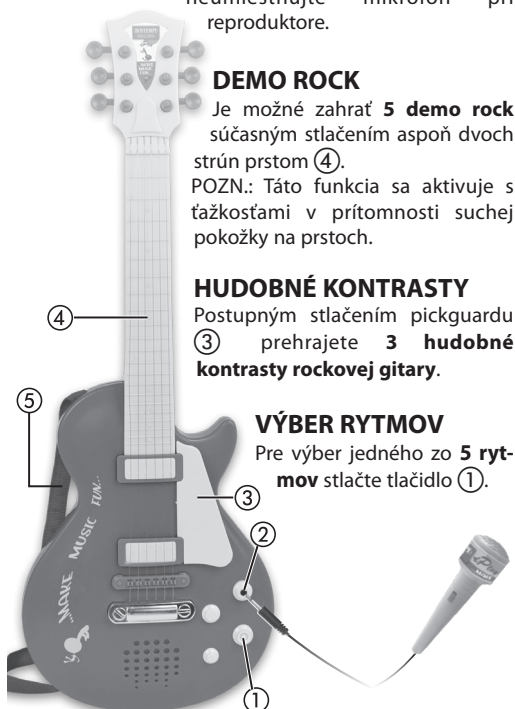 neumiestňujte mikrofón pri
reproduktore.
DEMO ROCK
Je možné zahrať 5 demo rock
súčasným stlačením aspoň dvoch
strún prstom ④.
POZN.: Táto funkcia sa aktivuje s
ťažkosťami v prítomnosti suchej
pokožky na prstoch.
HUDOBNÉ KONTRASTY
Postupným stlačením pickguardu
③ prehrajete 3 hudobné
kontrasty rockovej gitary.
VÝBER RYTMOV
Pre výber jedného zo 5 ryt-
mov stlačte tlačidlo ①.
④
⑤
③
②
①
...MAKE MUSIC FUN...